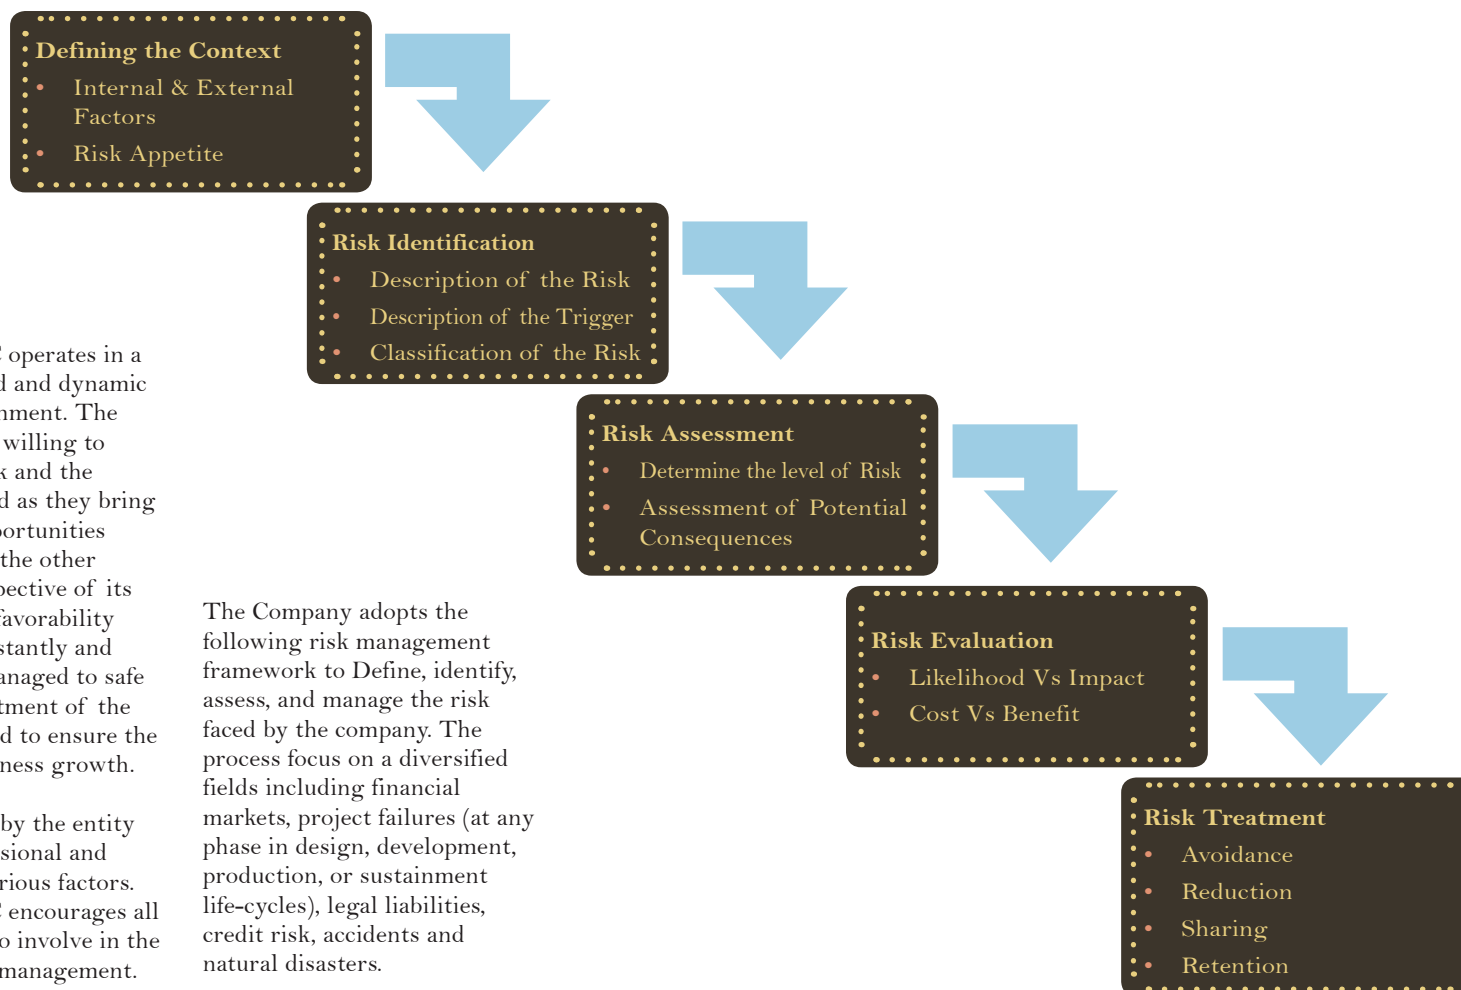 Defining the Context
• Internal & External
Factors
• Risk Appetite
Risk Identification
• Description of the Risk
• Description of the Trigger
• Classification of the Risk
Risk Assessment
• Determine the level of Risk
• Assessment of Potential
Consequences
Risk Evaluation
• Likelihood Vs Impact
• Cost Vs Benefit
Risk Treatment
• Avoidance
• Reduction
• Sharing
• Retention
operates in a
and dynamic
The
willing to
and the
as they bring
the other
of its
favorability
and
to safe
of the
to ensure the
growth.
by the entity
and
factors.
encourages all
to involve in the
management.
The Company adopts the
following risk management
framework to Define, identify,
assess, and manage the risk
faced by the company. The
process focus on a diversified
fields including financial
markets, project failures (at any
phase in design, development,
production, or sustainment
life-cycles), legal liabilities,
credit risk, accidents and
natural disasters.